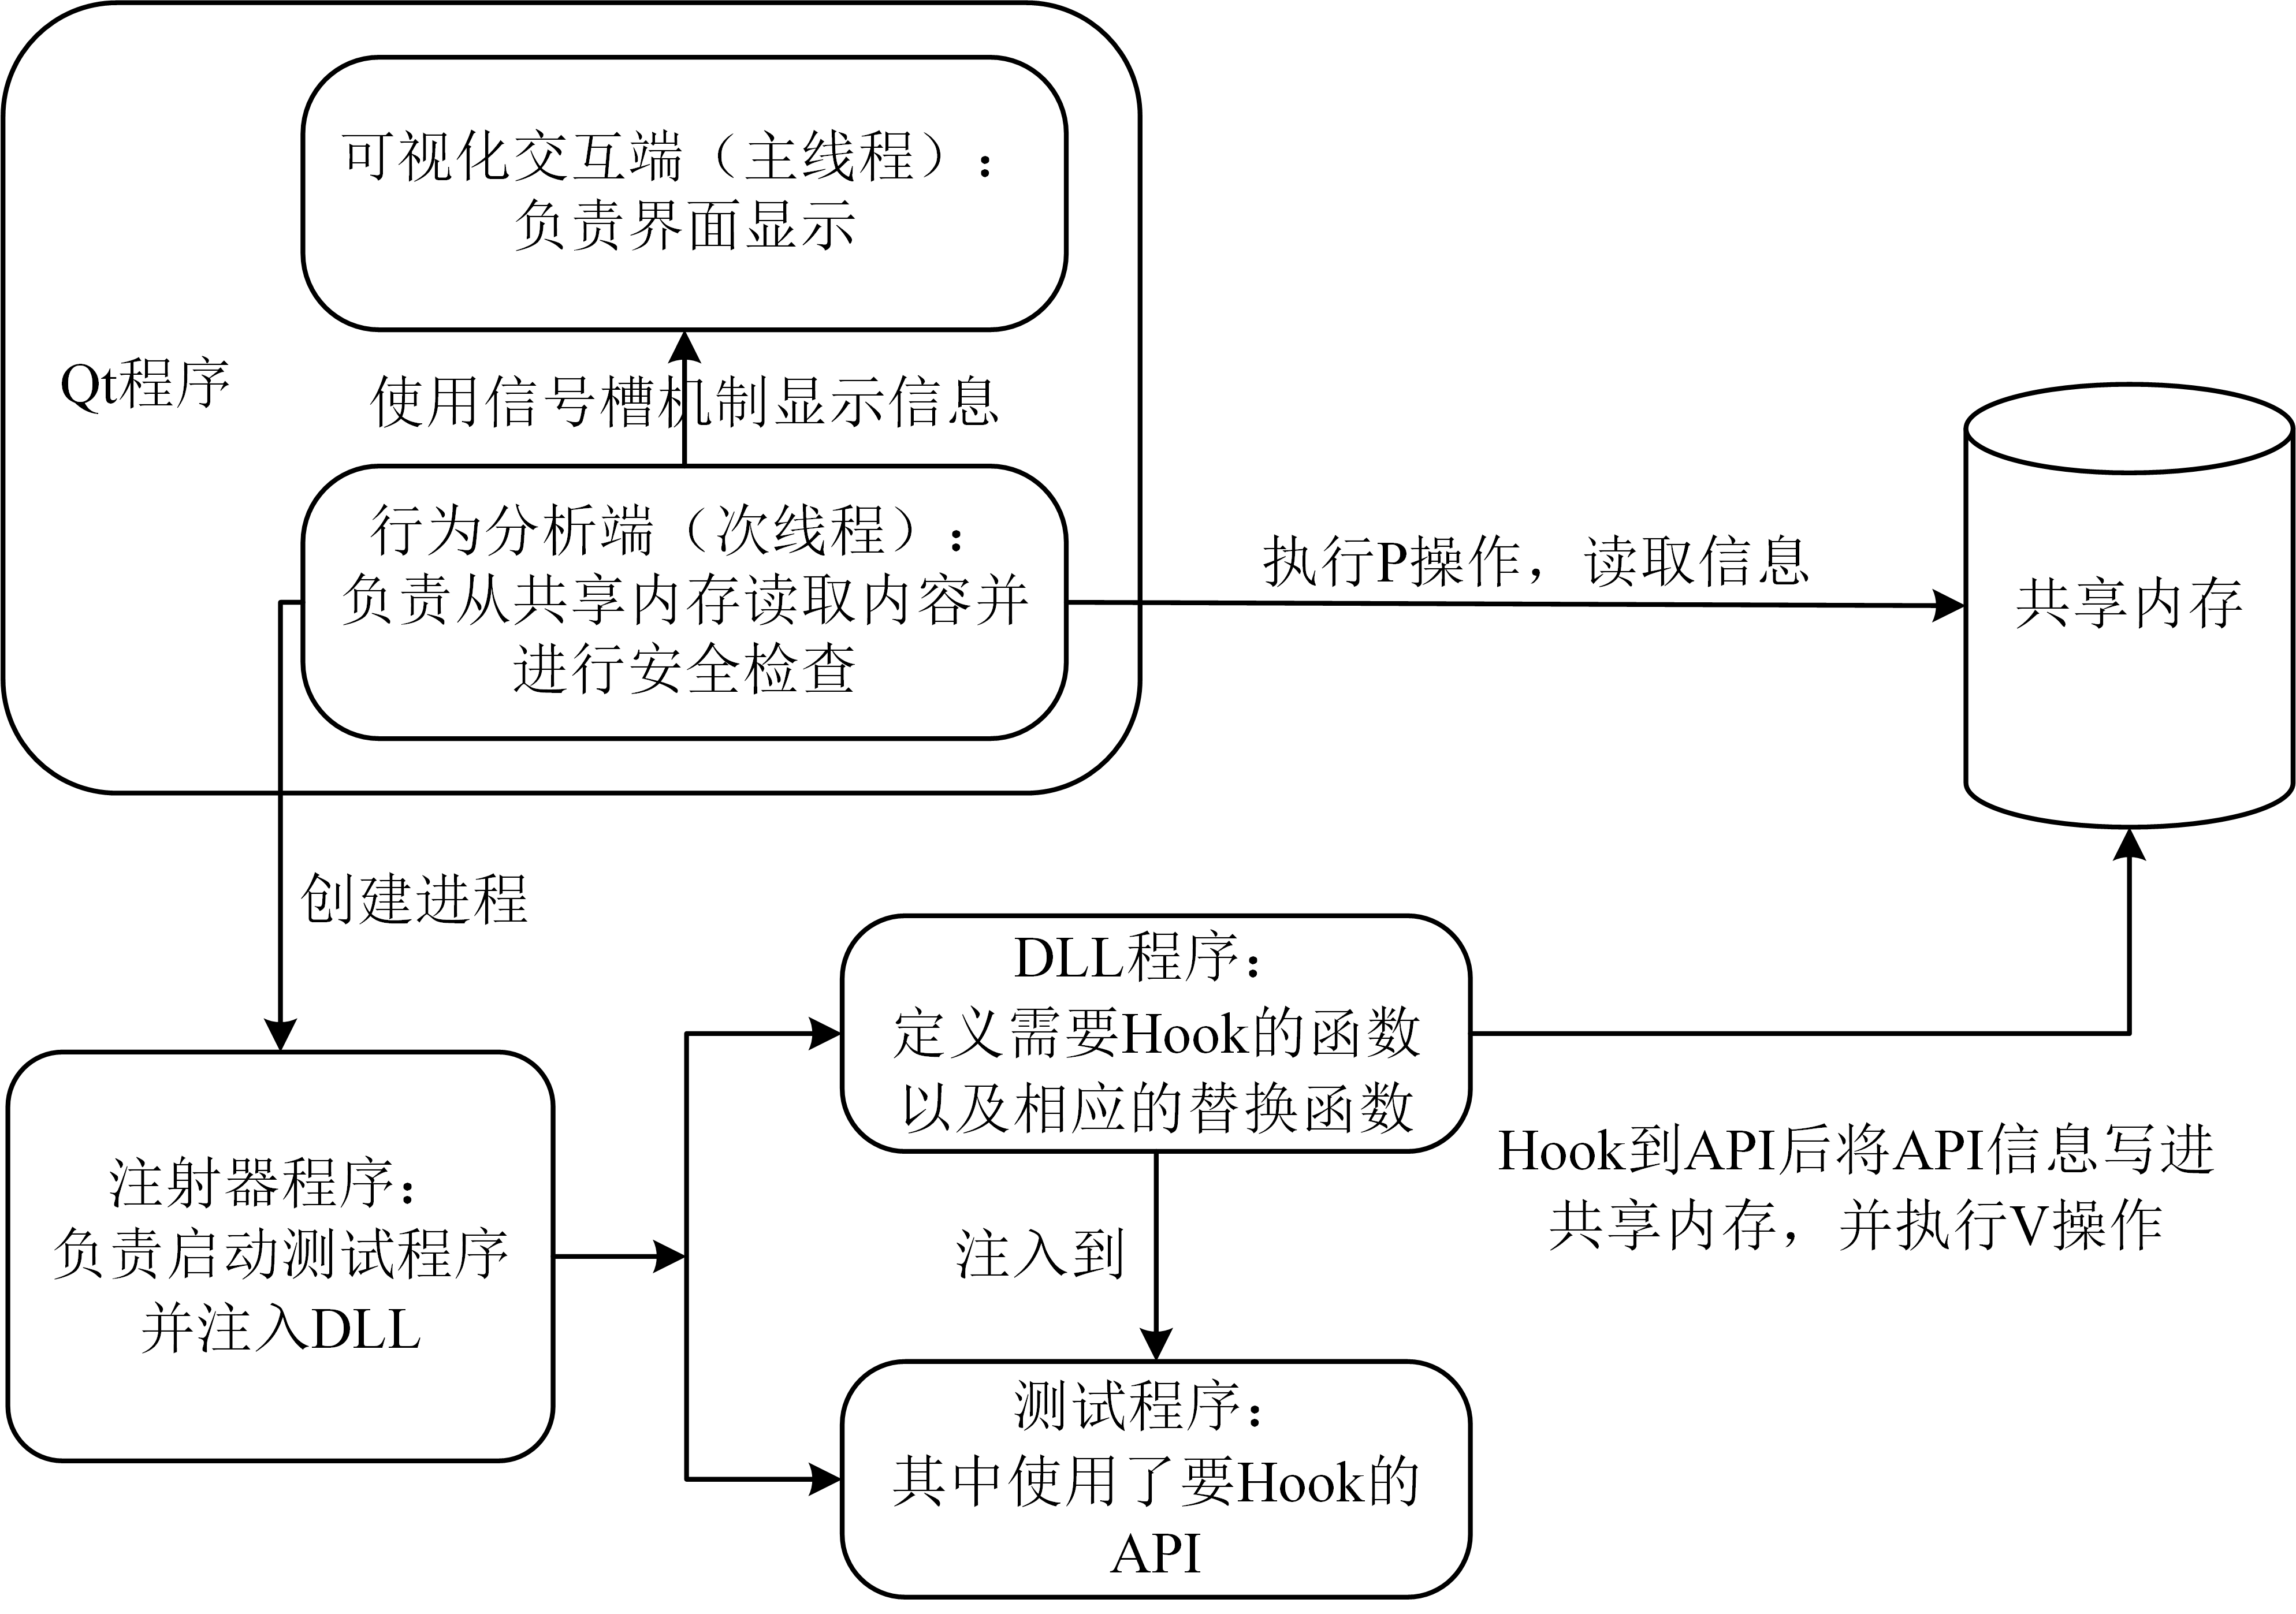 可视化交互端（主线程）：
负责界面显示
Qt程序
使用信号槽机制显示信息
行为分析端（次线程）：
负责从共享内存读取内容并
进行安全检查
执行P操作，读取信息
共享内存
创建进程
DLL程序：
定义需要Hook的函数
以及相应的替换函数
Hook到API后将API信息写进
共享内存，并执行V操作
注射器程序：
负责启动测试程序
并注入DLL
注入到
测试程序：
其中使用了要Hook的
API